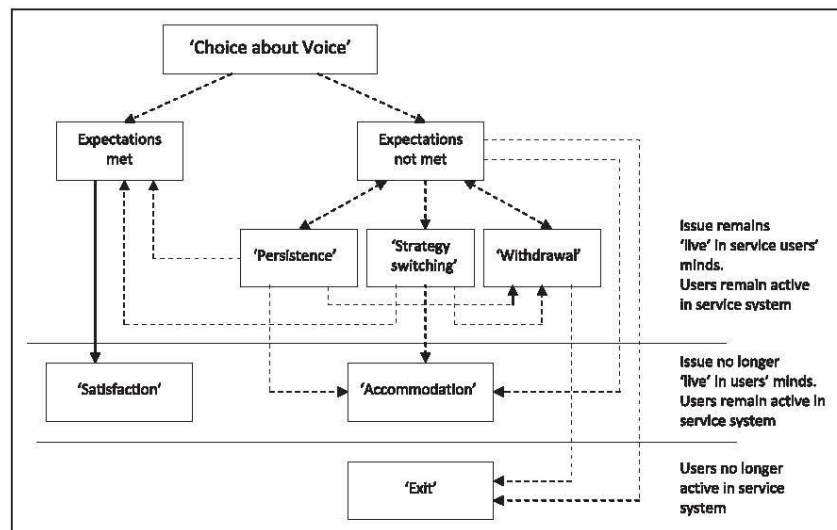 ‘Choice about Voice’
Expectations
met
Expectations
not met
‘Persistence’
‘Strategy
switching’
‘Withdrawal’
Issue remains
‘live’ in service users’
minds.
Users remain active
in service system
‘Satisfaction’
‘Accommodation’
Issue no longer
‘live’ in users’ minds.
Users remain active in
service system
‘Exit’
Users no longer
active in service
system